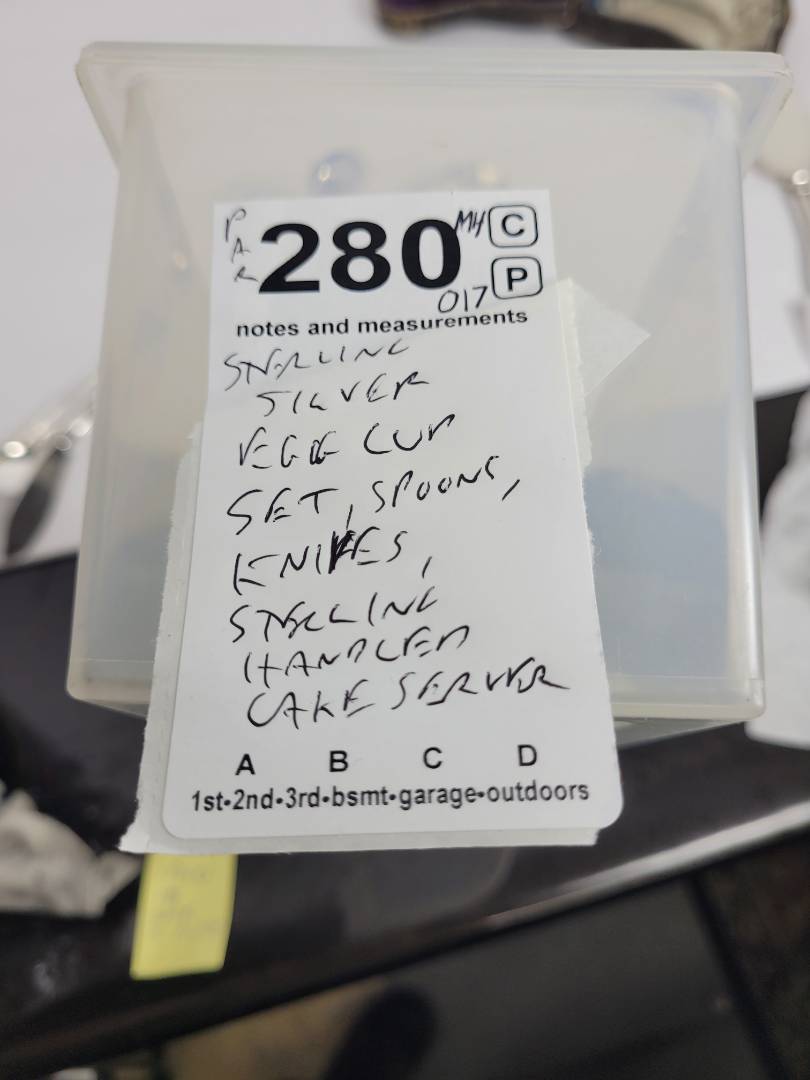 PAR 280 MH C
017 P
notes and measurements
STERLING
SILVER
EGG CUP
SET, SPOONS,
KNIVES,
STERLING
HANDLED
CAKE SERVER
A B C D
1st•2nd•3rd•bsmt•garage•outdoors